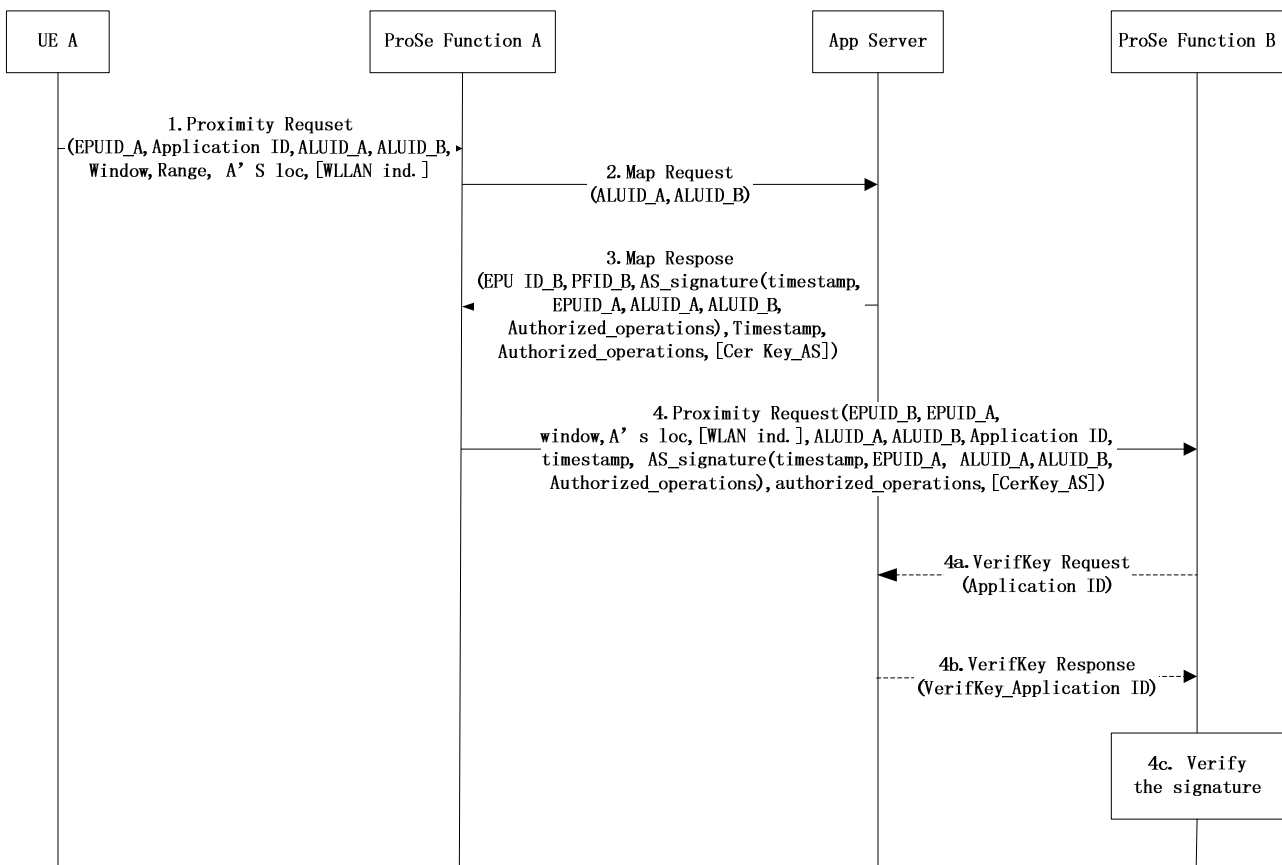 UE A
ProSe Function A
App Server
ProSe Function B
1.Proximity Requset
(EPUID_A,Application ID,ALUID_A,ALUID_B,
Window,Range, A’S loc,[WLLAN ind.]
2.Map Request
(ALUID_A,ALUID_B)
3.Map Respose
(EPU ID_B,PFID_B,AS_signature(timestamp,
EPUID_A,ALUID_A,ALUID_B,
Authorized_operations),Timestamp,
Authorized_operations,[Cer Key_AS])
4.Proximity Request(EPUID_B,EPUID_A,
window,A’s loc,[WLAN ind.],ALUID_A,ALUID_B,Application ID,
timestamp, AS_signature(timestamp,EPUID_A, ALUID_A,ALUID_B,
Authorized_operations),authorized_operations,[CerKey_AS])
4a.VerifKey Request
(Application ID)
4b.VerifKey Response
(VerifKey_Application ID)
4c. Verify
the signature